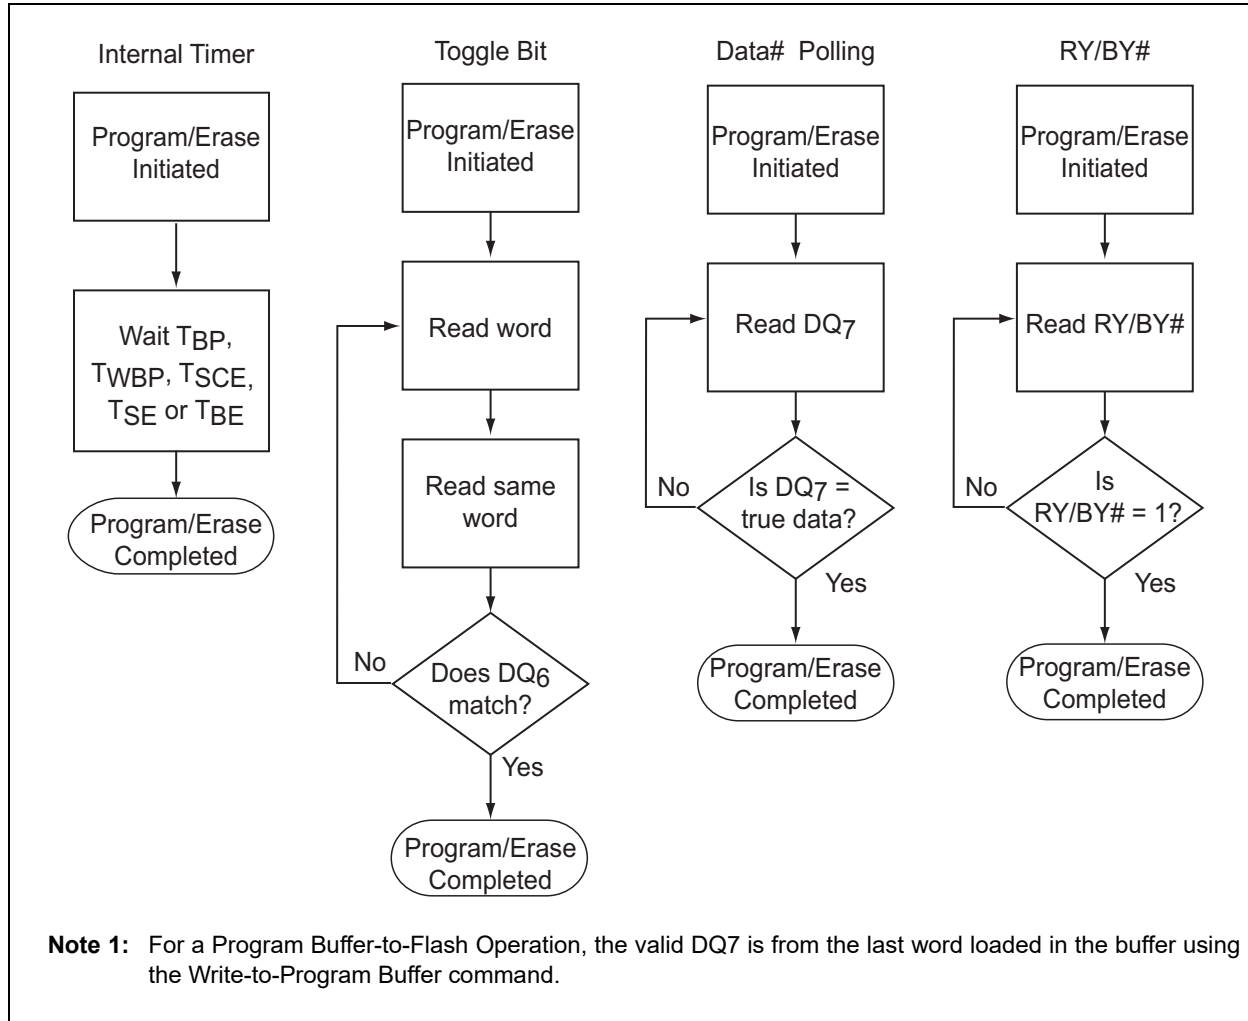 Internal Timer
Program/Erase
Initiated
Wait TBP,
TWBP, TSCE,
TSE or TBE
Program/Erase
Completed
Toggle Bit
Program/Erase
Initiated
Read word
Read same
word
Does DQ6
match?
No
Yes
Program/Erase
Completed
Data# Polling
Program/Erase
Initiated
Read DQ7
Is DQ7 =
true data?
No
Yes
Program/Erase
Completed
RY/BY#
Program/Erase
Initiated
Read RY/BY#
Is
RY/BY# = 1?
No
Yes
Program/Erase
Completed
Note 1: For a Program Buffer-to-Flash Operation, the valid DQ7 is from the last word loaded in the buffer using
the Write-to-Program Buffer command.